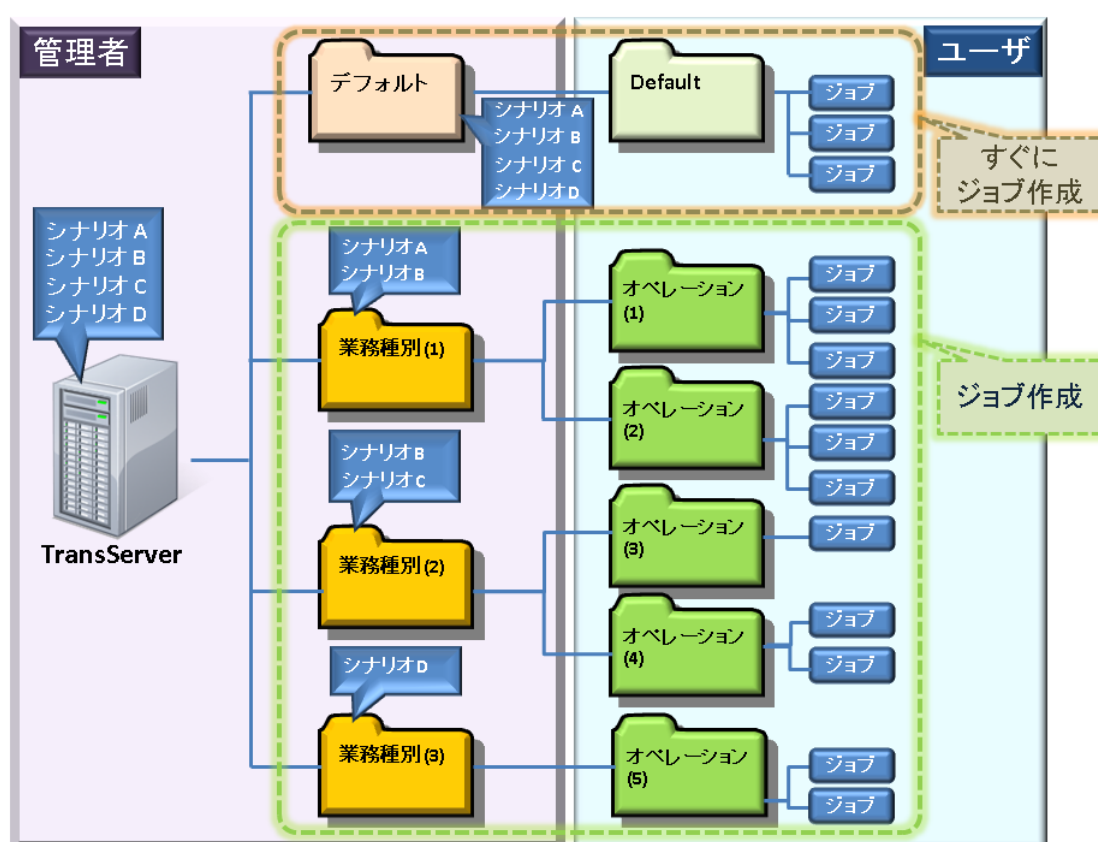 管理者
ユーザ
デフォルト
シナリオ A
シナリオ B
シナリオ C
シナリオ D
Default
ジョブ
ジョブ
ジョブ
すぐに
ジョブ作成
シナリオ A
シナリオ B
シナリオ C
シナリオ D
TransServer
シナリオ A
シナリオ B
業務種別(1)
オペレーション
(1)
ジョブ
ジョブ
ジョブ
オペレーション
(2)
ジョブ
ジョブ
ジョブ
ジョブ作成
シナリオ B
シナリオ C
業務種別(2)
オペレーション
(3)
ジョブ
オペレーション
(4)
ジョブ
ジョブ
シナリオ D
業務種別(3)
オペレーション
(5)
ジョブ
ジョブ